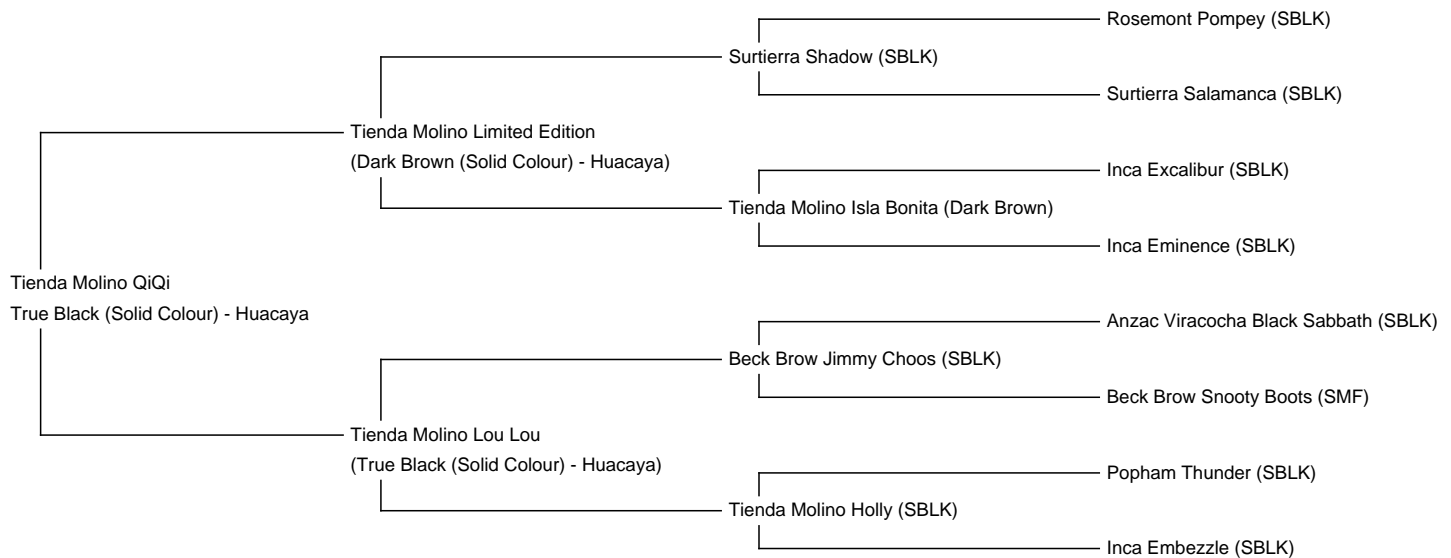 Rosemont Pompey (SBLK)
Surtierra Shadow (SBLK)
Surtierra Salamanca (SBLK)
Tienda Molino Limited Edition
(Dark Brown (Solid Colour) - Huacaya)
Inca Excalibur (SBLK)
Tienda Molino Isla Bonita (Dark Brown)
Inca Eminence (SBLK)
Tienda Molino QiQi
True Black (Solid Colour) - Huacaya
Anzac Viracocha Black Sabbath (SBLK)
Beck Brow Jimmy Choos (SBLK)
Beck Brow Snooty Boots (SMF)
Tienda Molino Lou Lou
(True Black (Solid Colour) - Huacaya)
Popham Thunder (SBLK)
Tienda Molino Holly (SBLK)
Inca Embezzle (SBLK)